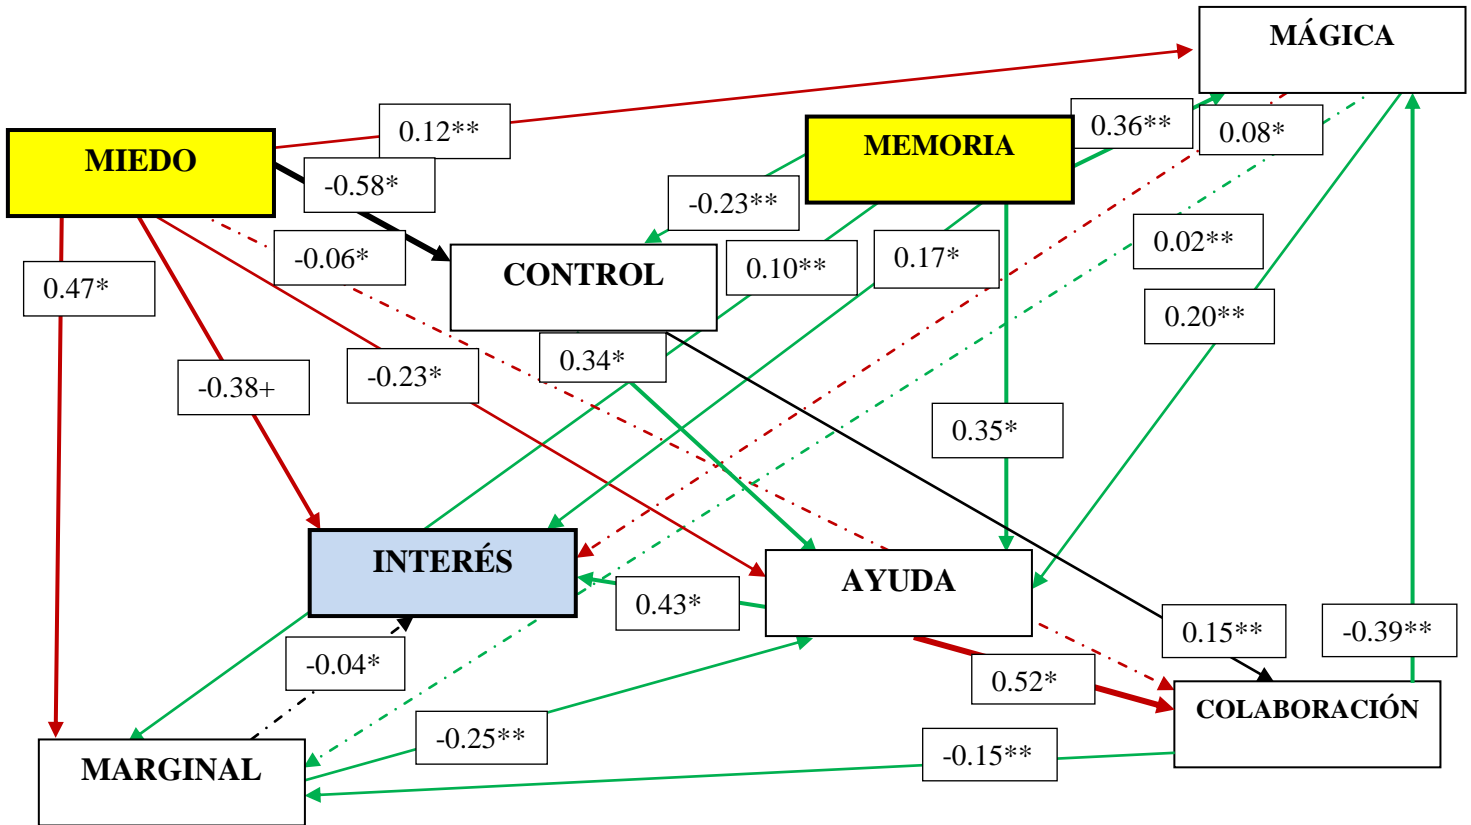 MÁGICA
0.12**
0.36**
0.08*
MIEDO
MEMORIA
-0.58*
-0.23**
-0.06*
CONTROL
0.10**
0.17*
0.02**
0.47*
0.20**
0.34*
-0.38+
-0.23*
0.35*
INTERÉS
AYUDA
0.43*
-0.04*
0.15**
-0.39**
0.52*
COLABORACIÓN
-0.25**
-0.15**
MARGINAL